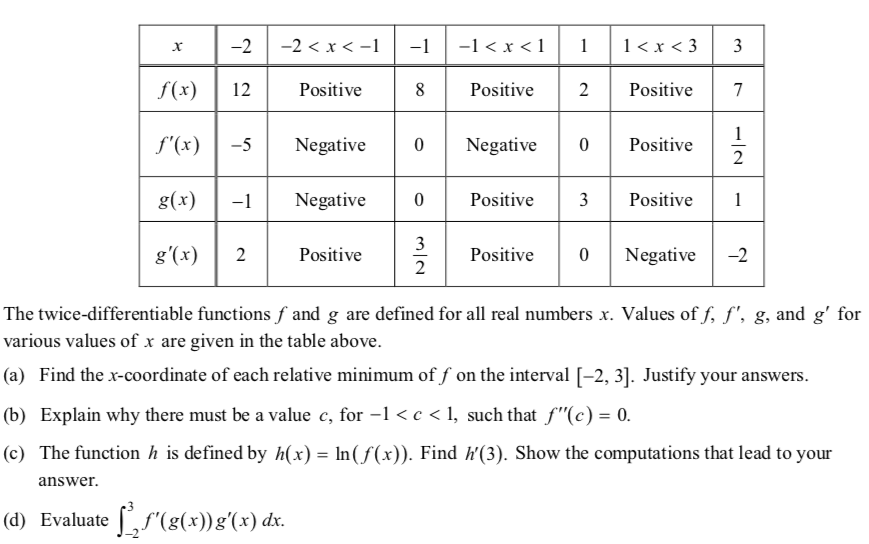 x −2 −2 < x < −1 −1 −1 < x < 1 1 1 < x < 3 3
f(x) 12 Positive 8 Positive 2 Positive 7
f′(x) −5 Negative 0 Negative 0 Positive 1/2
g(x) −1 Negative 0 Positive 3 Positive 1
g′(x) 2 Positive 3/2 Positive 0 Negative −2
The twice-differentiable functions f and g are defined for all real numbers x. Values of f, f′, g, and g′ for
various values of x are given in the table above.
(a) Find the x-coordinate of each relative minimum of f on the interval [−2, 3]. Justify your answers.
(b) Explain why there must be a value c, for −1 < c < 1, such that f″(c) = 0.
(c) The function h is defined by h(x) = ln(f(x)). Find h′(3). Show the computations that lead to your
answer.
(d) Evaluate ∫_{−2}^{3} f′(g(x))g′(x) dx.